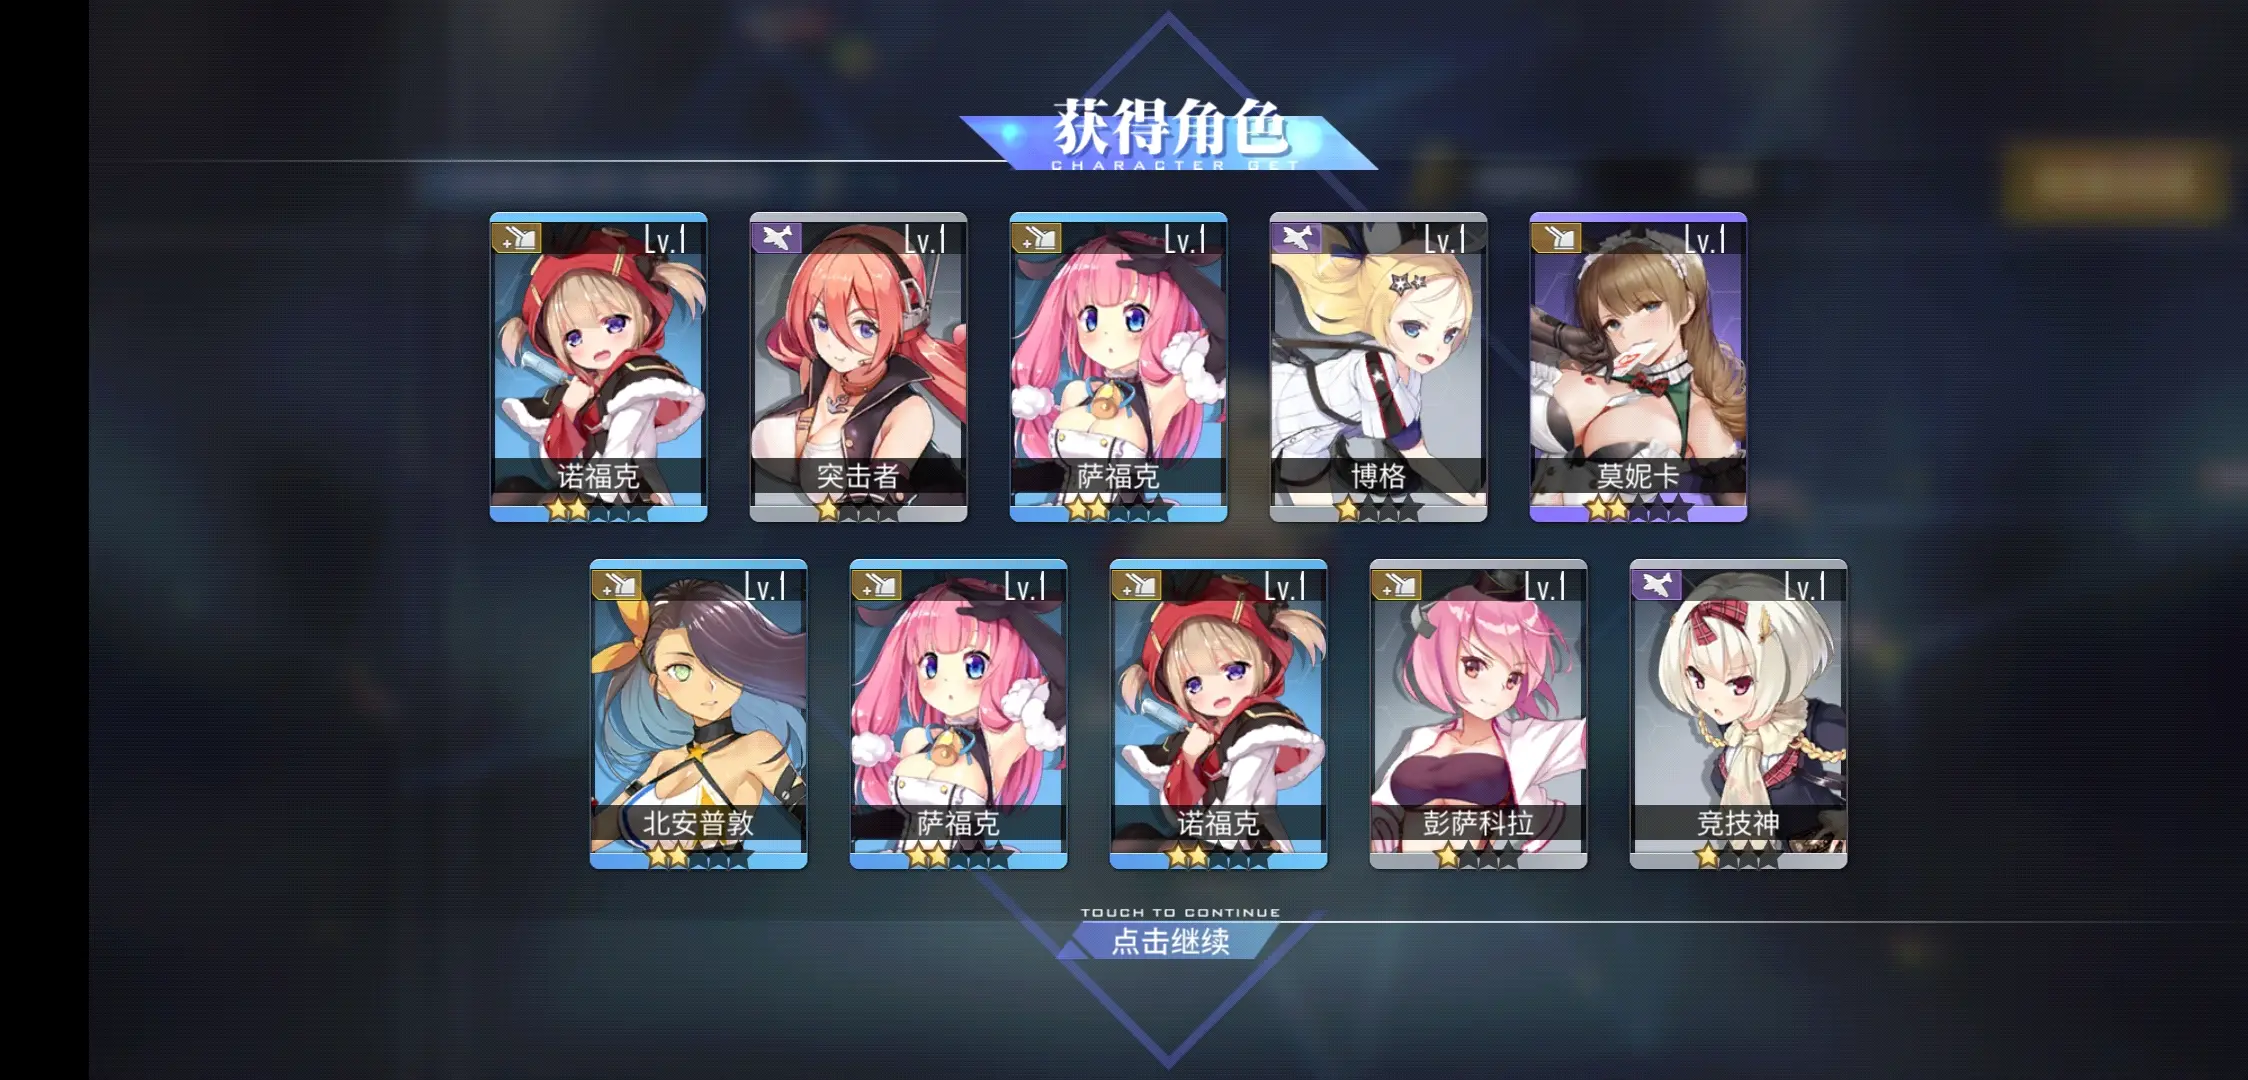 获得角色
CHARACTER GET
Lv.1
Lv.1
Lv.1
Lv.1
Lv.1
诺福克
突击者
萨福克
博格
莫妮卡
Lv.1
Lv.1
Lv.1
Lv.1
Lv.1
北安普敦
萨福克
诺福克
彭萨科拉
竞技神
TOUCH TO CONTINUE
点击继续